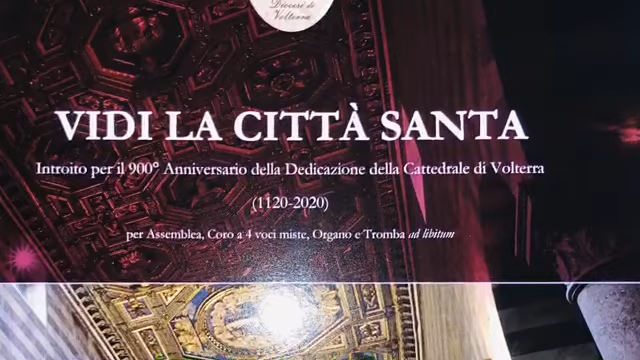 Diocesi di
Volterra
VIDI LA CITTÀ SANTA
Introito per il 900° Anniversario della Dedicazione della Cattedrale di Volterra
(1120-2020)
per Assemblea, Coro a 4 voci miste, Organo e Tromba ad libitum